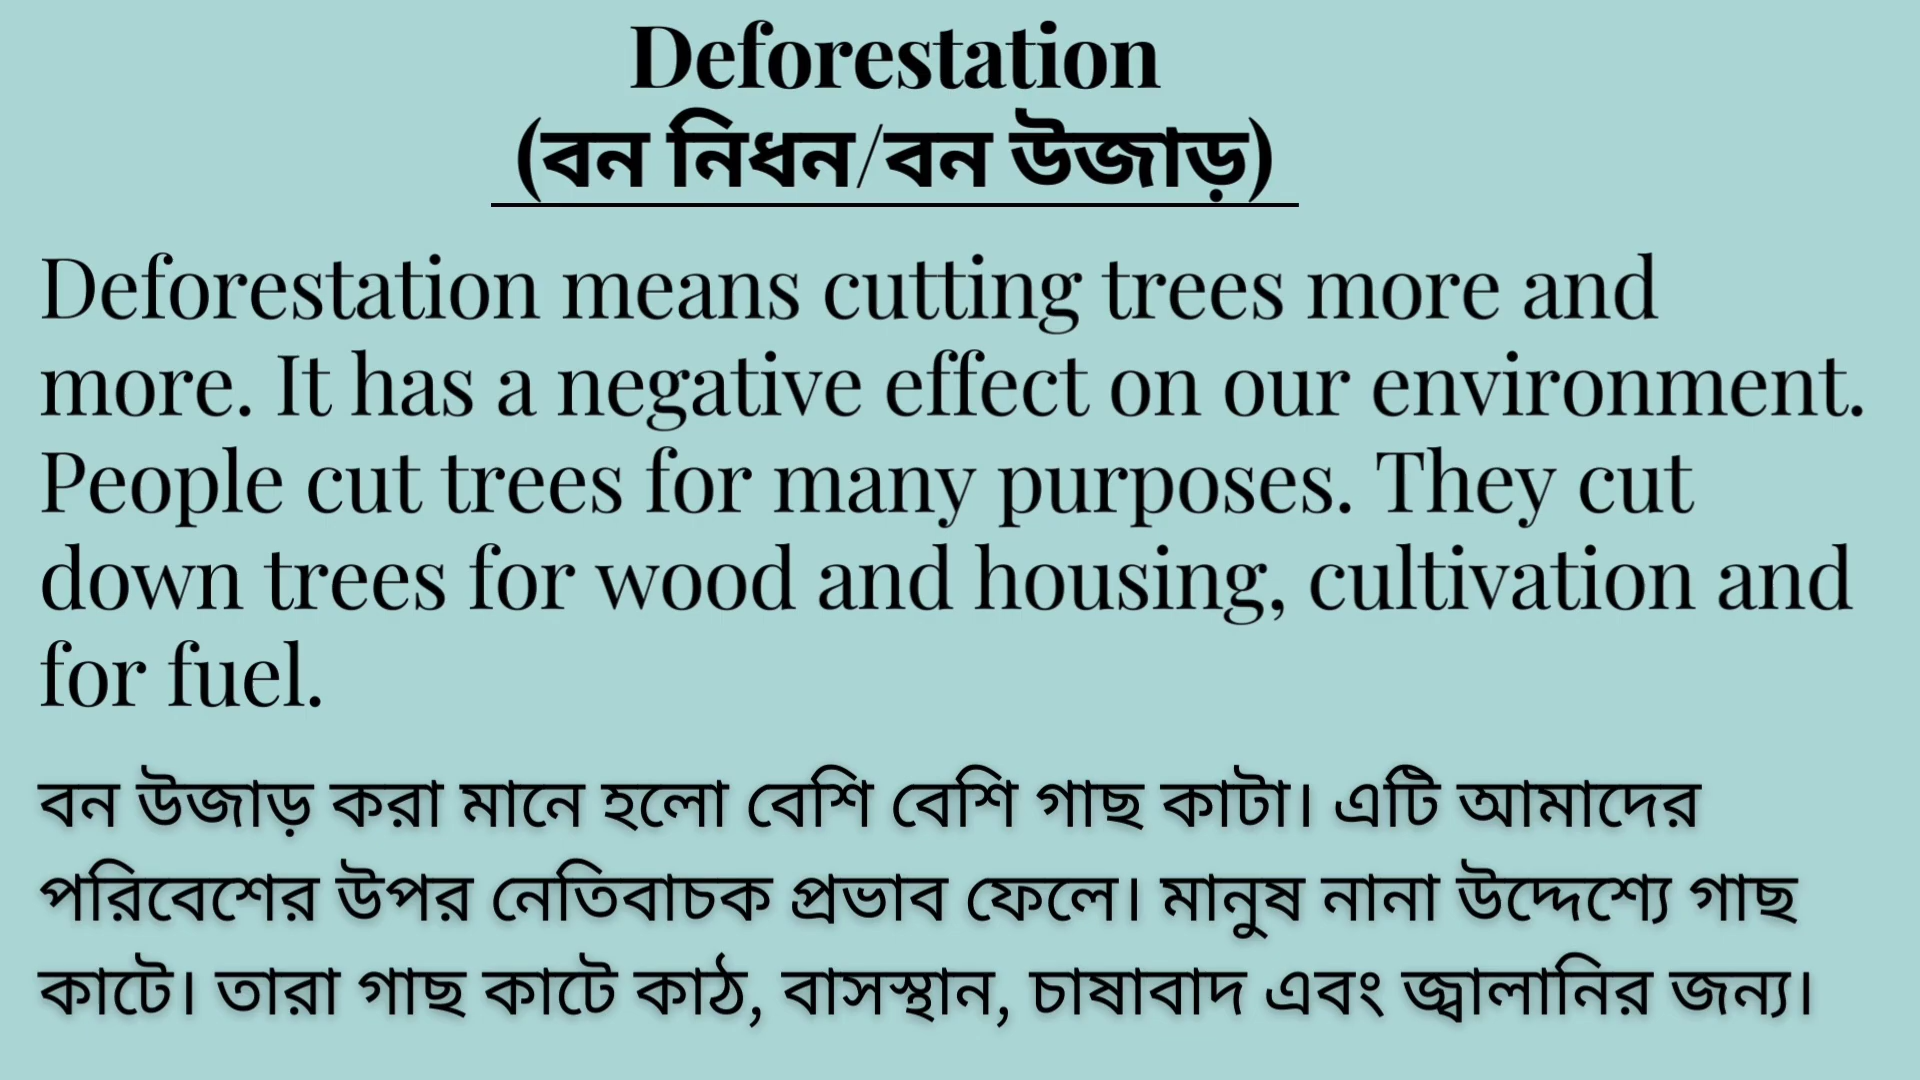 Deforestation
(বন নিধন/বন উজাড়)
Deforestation means cutting trees more and
more. It has a negative effect on our environment.
People cut trees for many purposes. They cut
down trees for wood and housing, cultivation and
for fuel.
বন উজাড় করা মানে হলো বেশি বেশি গাছ কাটা। এটি আমাদের
পরিবেশের উপর নেতিবাচক প্রভাব ফেলে। মানুষ নানা উদ্দেশ্যে গাছ
কাটে। তারা গাছ কাটে কাঠ, বাসস্থান, চাষাবাদ এবং জ্বালানির জন্য।